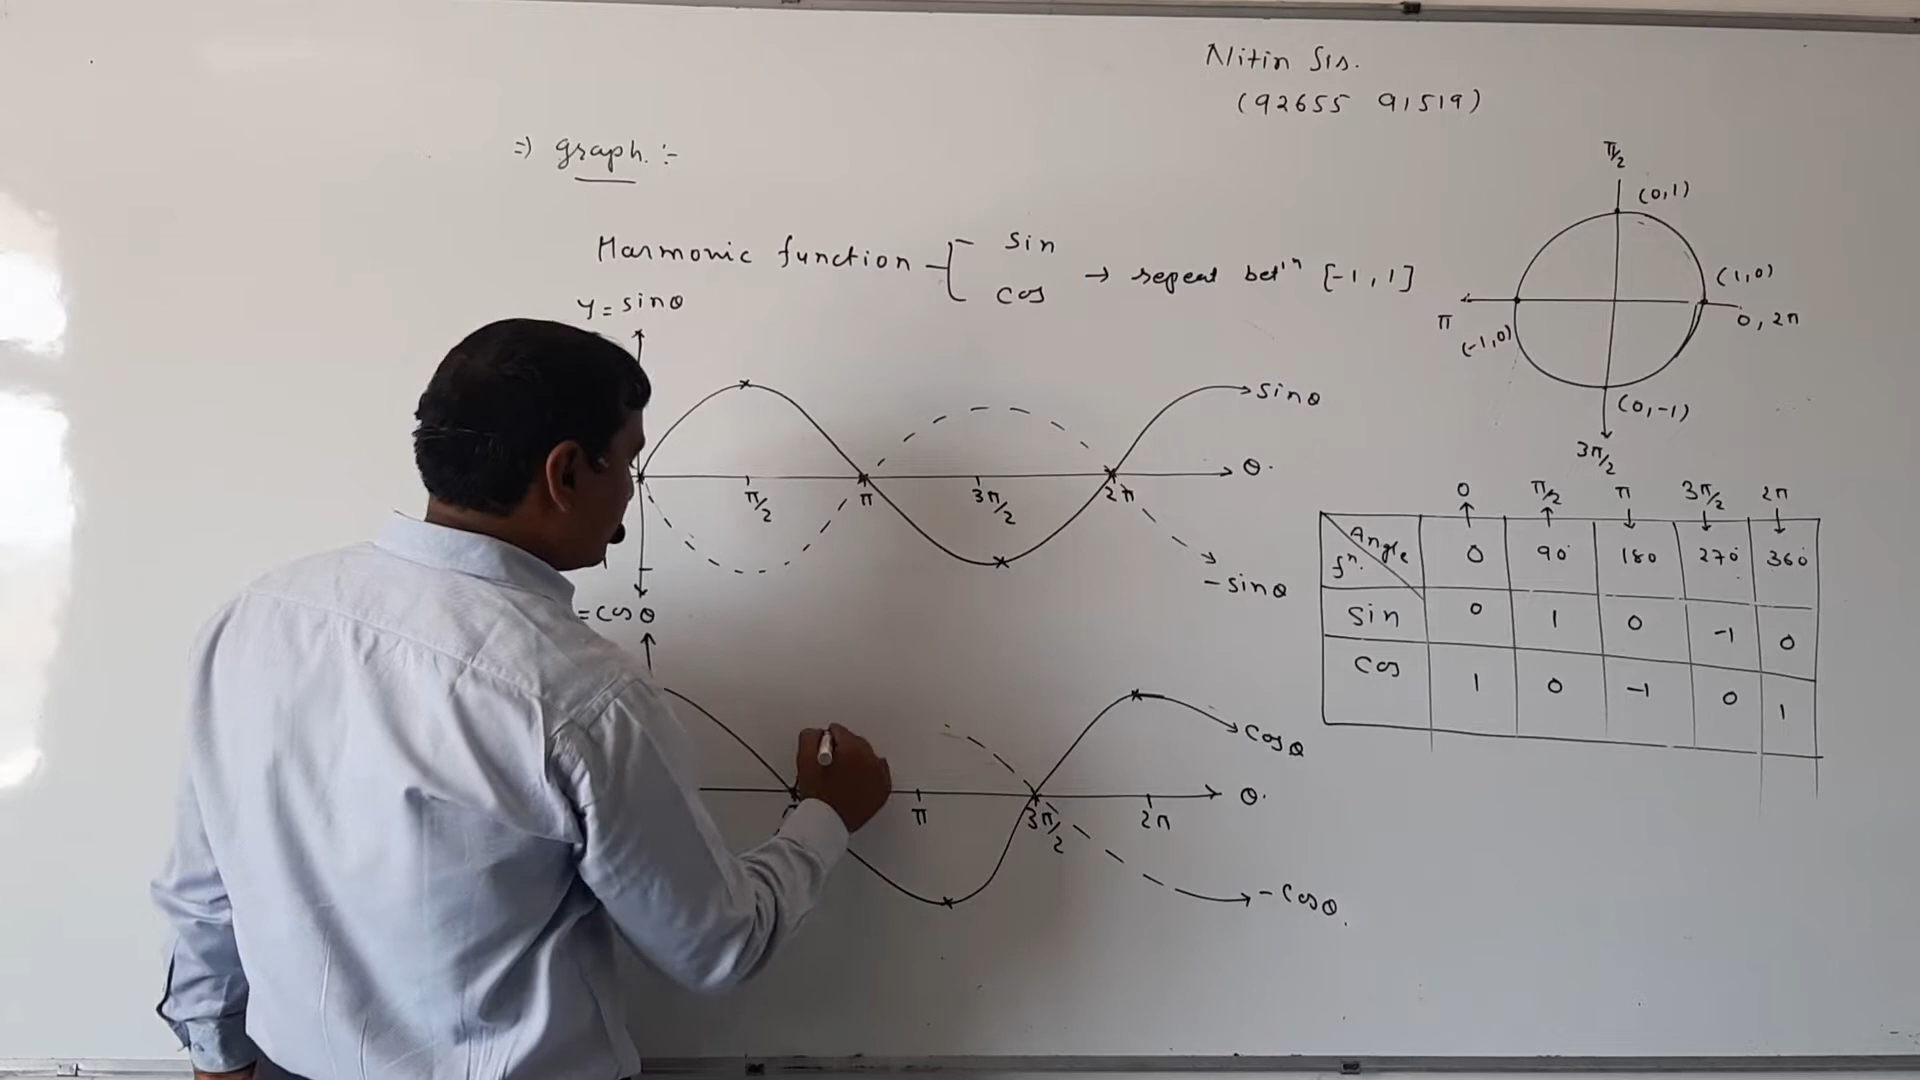 Nitin Sir.
(92655 91519)
=) graph. :-
Harmonic function
sin
cos
→ repeat betⁿ [-1, 1]
y = sinθ
sinθ
θ.
π/2
π
3π/2
2π
- sinθ
= cosθ
cosθ
θ.
π
3π/2
2π
- cosθ.
π/2
(0,1)
(1,0)
0, 2π
π
(-1,0)
(0,-1)
3π/2
0 π/2 π 3π/2 2π
Angle
fⁿ.
0 90° 180 270° 360°
Sin 0 1 0 -1 0
Cos 1 0 -1 0 1